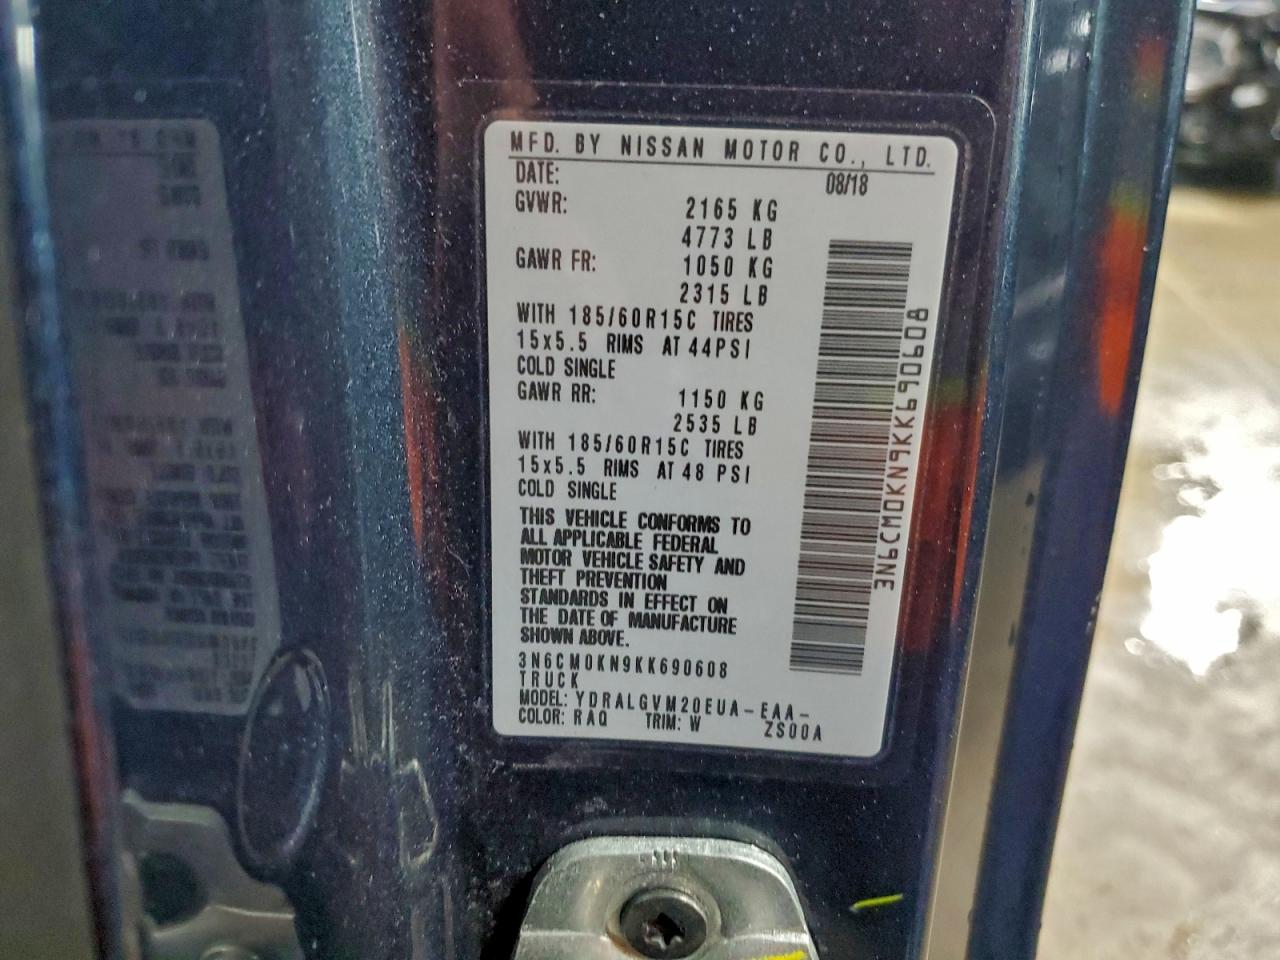 MFD. BY NISSAN MOTOR CO., LTD.
DATE: 08/18
GVWR: 2165 KG
4773 LB
GAWR FR: 1050 KG
2315 LB
WITH 185/60R15C TIRES
15x5.5 RIMS AT 44PSI
COLD SINGLE
GAWR RR: 1150 KG
2535 LB
WITH 185/60R15C TIRES
15x5.5 RIMS AT 48 PSI
COLD SINGLE
THIS VEHICLE CONFORMS TO
ALL APPLICABLE FEDERAL
MOTOR VEHICLE SAFETY AND
THEFT PREVENTION
STANDARDS IN EFFECT ON
THE DATE OF MANUFACTURE
SHOWN ABOVE.
3N6CM0KN9KK690608
TRUCK
MODEL: YDRALGVM20EUA-EAA-
ZS00A
COLOR: RAQ TRIM: W
3N6CM0KN9KK690608